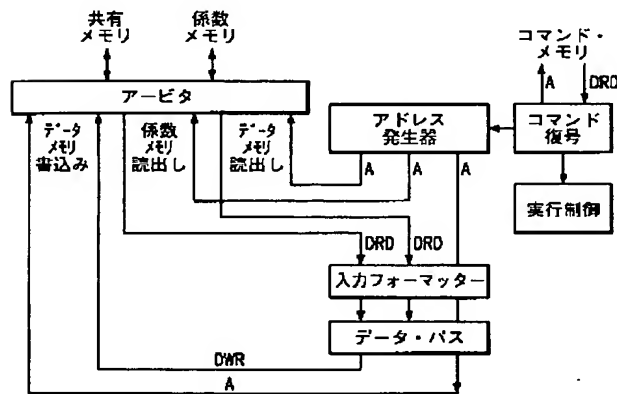 共有
メモリ
係数
メモリ
コマンド・
メモリ
A
DRD
アービタ
データ
メモリ
書込み
係数
メモリ
読出し
データ
メモリ
読出し
アドレス
発生器
コマンド
復号
A
A
A
実行制御
DRD
DRD
入力フォーマッター
データ・パス
DWR
A